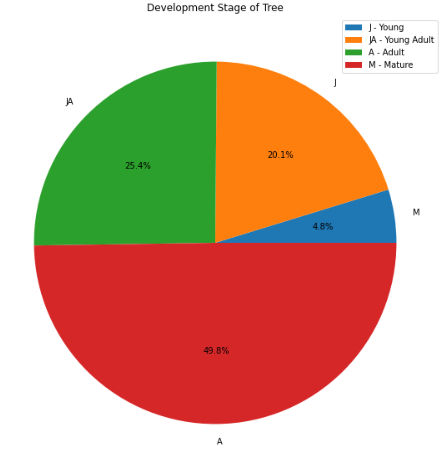 Development Stage of Tree
J - Young
JA - Young Adult
A - Adult
M - Mature
J
JA
20.1%
25.4%
M
4.8%
49.8%
A